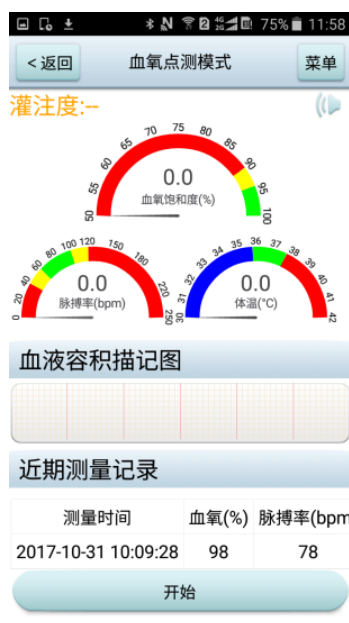 75% 11:58
<返回 血氧点测模式 菜单
灌注度:--
50 55 60 65 70 75 80 85 90 95 100
0.0
血氧饱和度(%)
0 20 40 60 80 100 120 150 180 220 250
0.0
脉搏率(bpm)
30 31 32 33 34 35 36 37 38 39 40 41 42
0.0
体温(°C)
血液容积描记图
近期测量记录
测量时间 血氧(%) 脉搏率(bpm
2017-10-31 10:09:28 98 78
开始